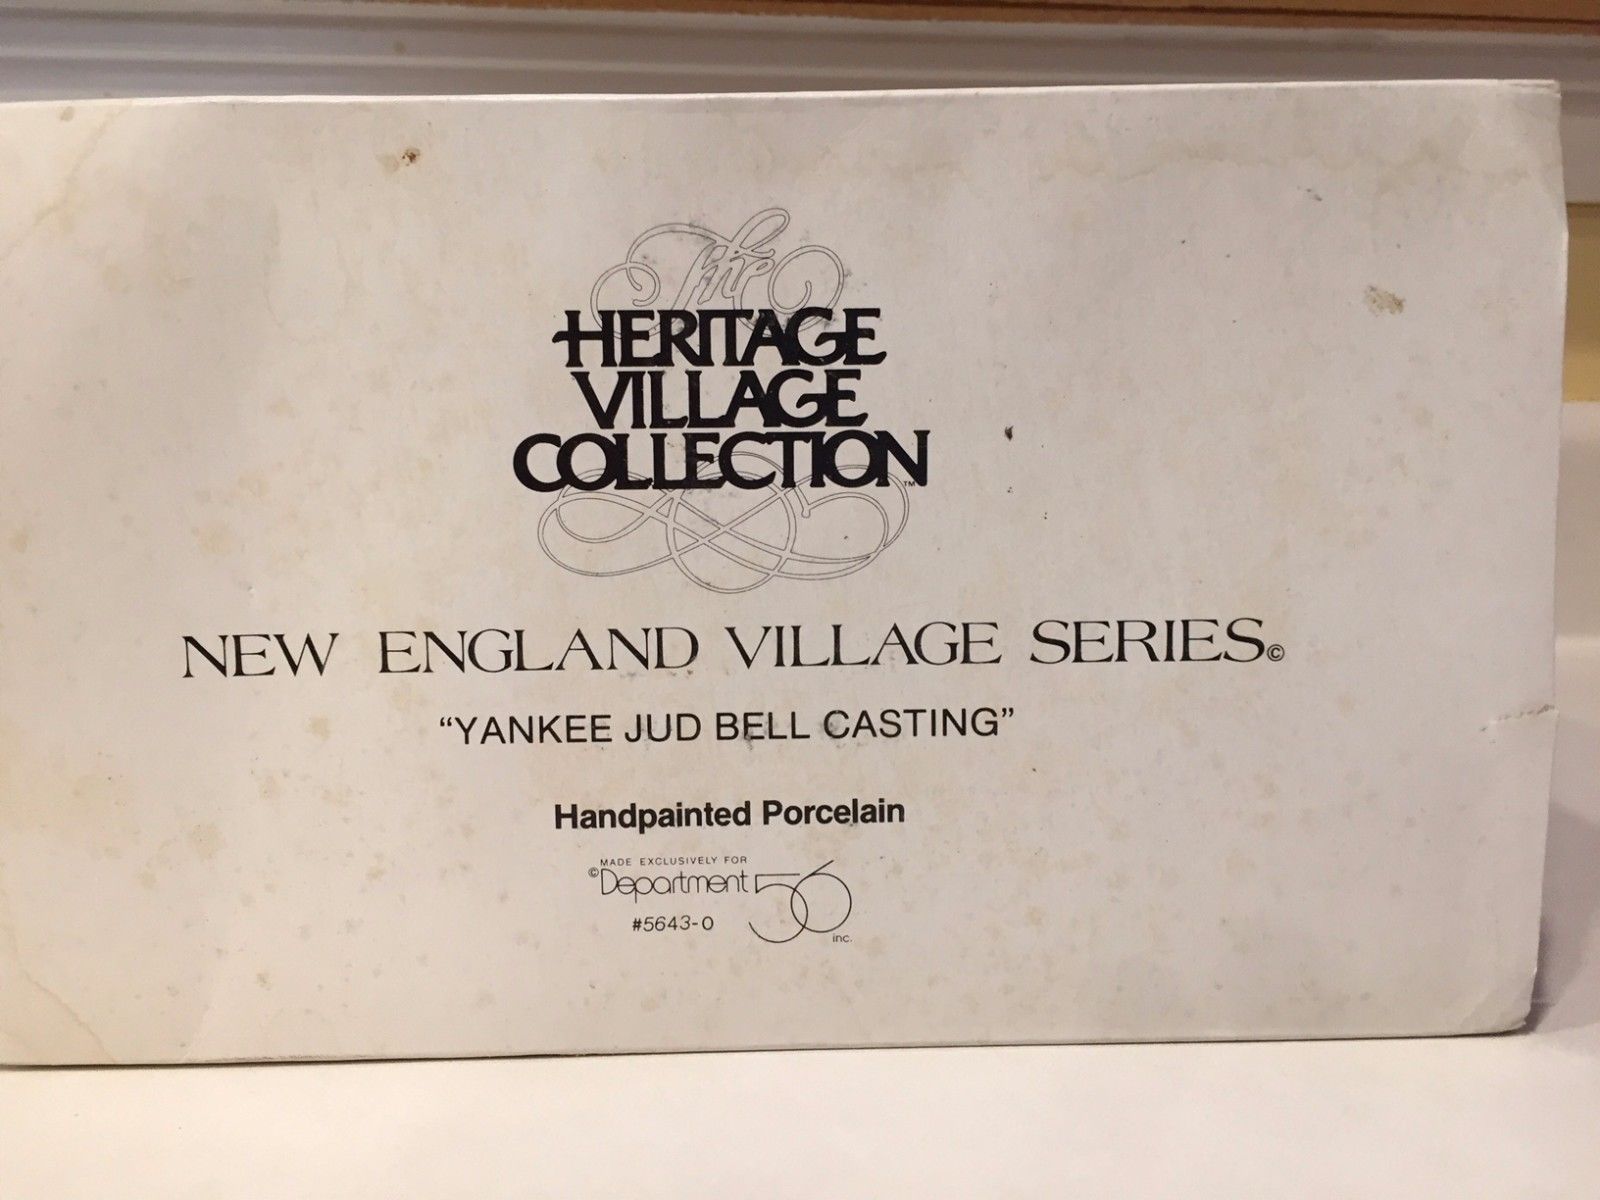 The
HERITAGE
VILLAGE
COLLECTION™
NEW ENGLAND VILLAGE SERIES©
“YANKEE JUD BELL CASTING”
Handpainted Porcelain
MADE EXCLUSIVELY FOR
©Department 56
#5643-0
inc.